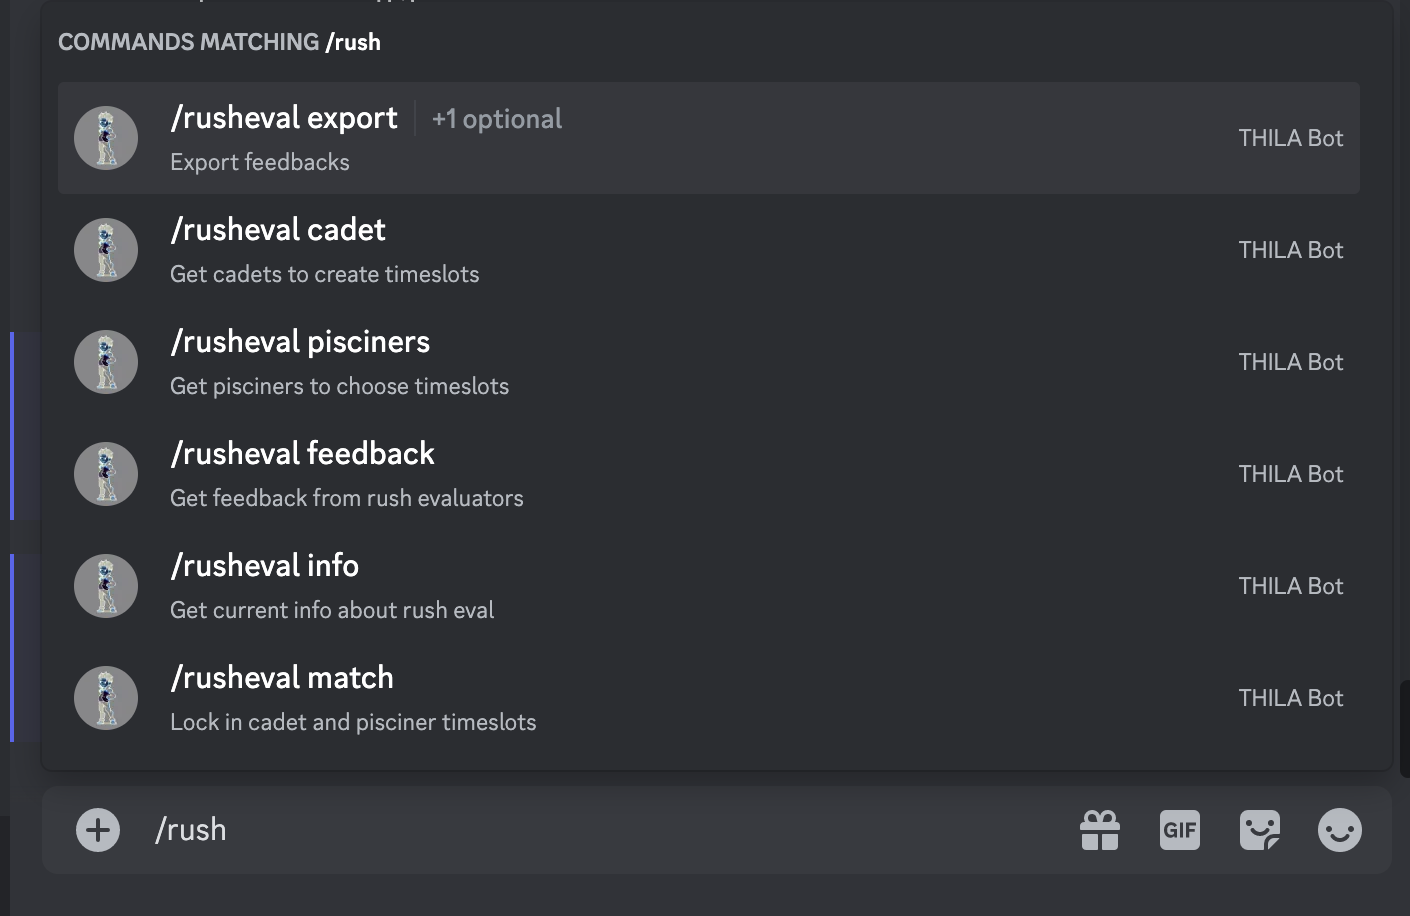 COMMANDS MATCHING /rush
/rusheval export +1 optional
Export feedbacks
THILA Bot
/rusheval cadet
Get cadets to create timeslots
THILA Bot
/rusheval pisciners
Get pisciners to choose timeslots
THILA Bot
/rusheval feedback
Get feedback from rush evaluators
THILA Bot
/rusheval info
Get current info about rush eval
THILA Bot
/rusheval match
Lock in cadet and pisciner timeslots
THILA Bot
/rush
GIF